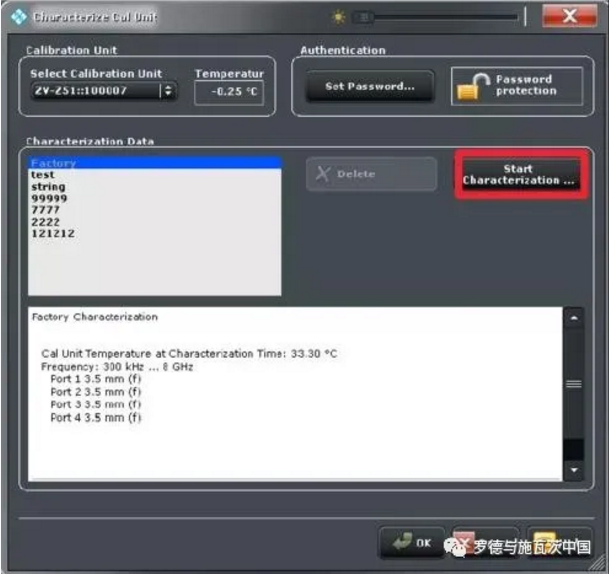 Characterize Cal Unit
Calibration Unit
Select Calibration Unit
Temperatur
ZV-Z51::100007
-0.25 °C
Authentication
Set Password...
Password
protection
Characterization Data
Factory
test
string
99999
7777
2222
121212
Delete
Start
Characterization ...
Factory Characterization
Cal Unit Temperature at Characterization Time: 33.30 °C
Frequency: 300 kHz ... 8 GHz
Port 1 3.5 mm (f)
Port 2 3.5 mm (f)
Port 3 3.5 mm (f)
Port 4 3.5 mm (f)
OK
罗德与施瓦茨中国